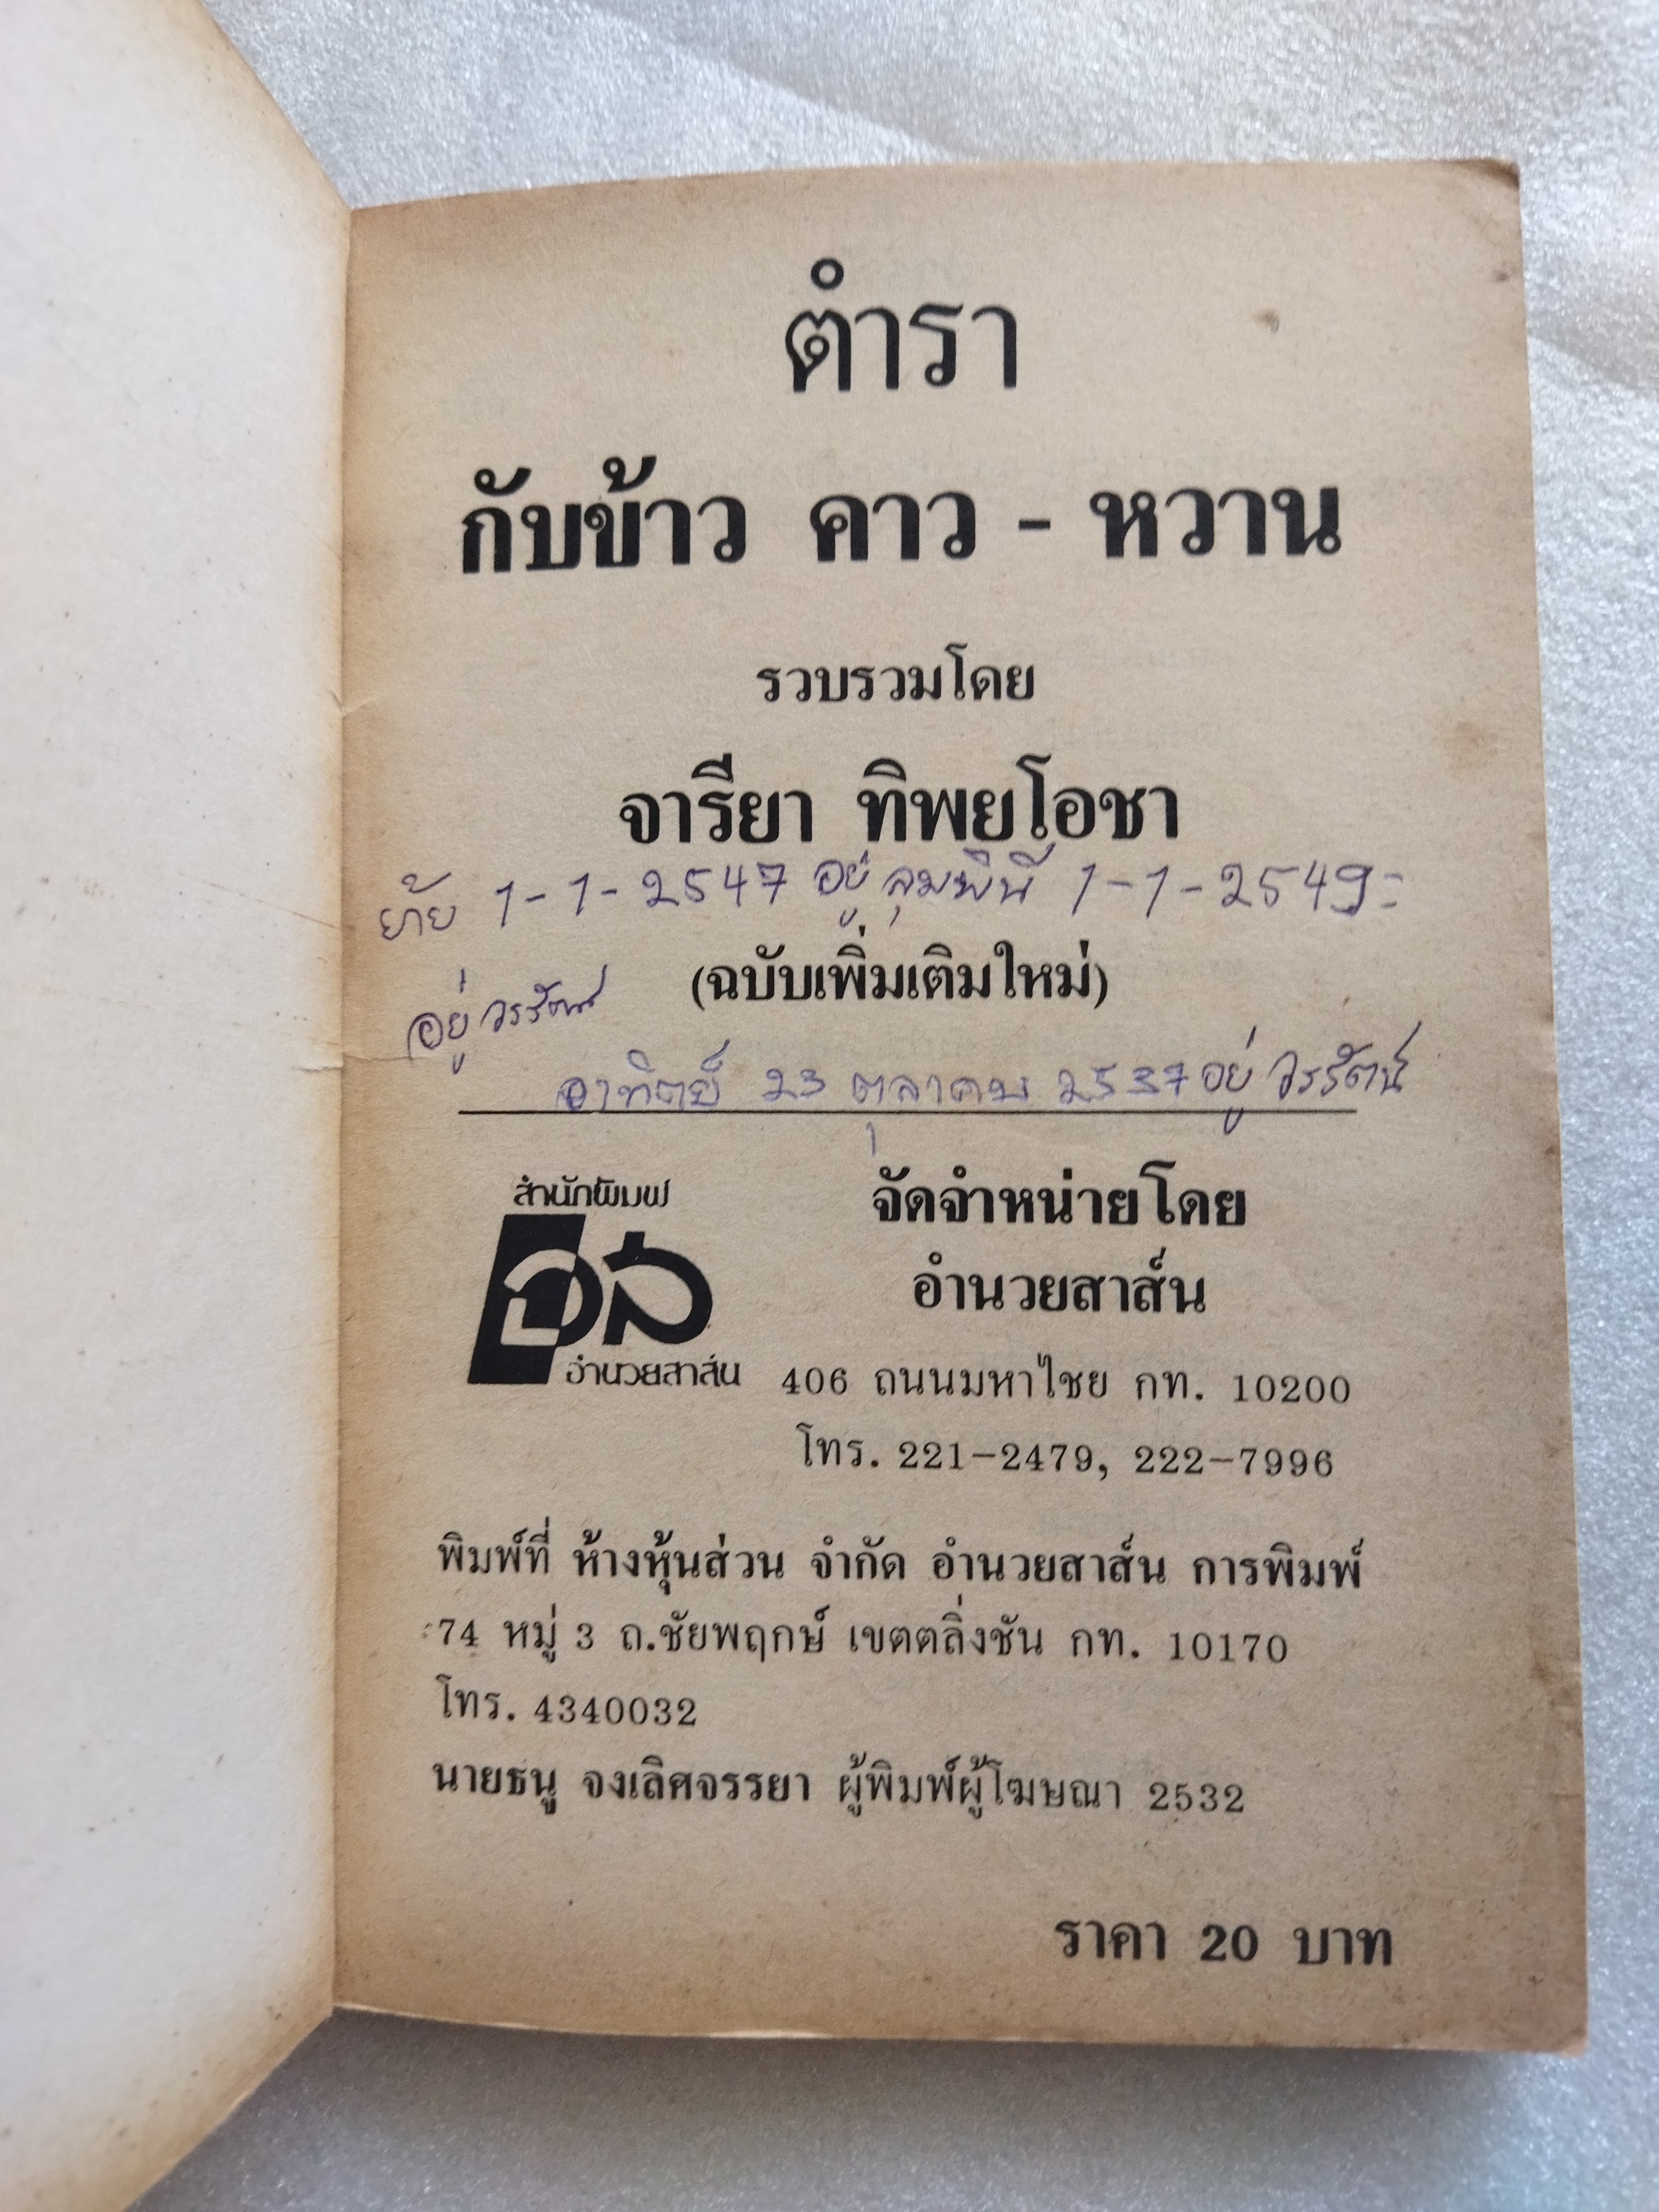 ตำรา
กับข้าว คาว - หวาน
รวบรวมโดย
จารียา ทิพยโอชา
ย้าย 1-1-2547 อยู่ ลุมพินี 1-1-2549=
(ฉบับเพิ่มเติมใหม่)
อยู่ วรรัตน์
อาทิตย์ 23 ตุลาคม 2537 อยู่ วรรัตน์
สำนักพิมพ์
อส
อำนวยสาส์น
จัดจำหน่ายโดย
อำนวยสาส์น
406 ถนนมหาไชย กท. 10200
โทร. 221-2479, 222-7996
พิมพ์ที่ ห้างหุ้นส่วน จำกัด อำนวยสาส์น การพิมพ์
74 หมู่ 3 ถ.ชัยพฤกษ์ เขตตลิ่งชัน กท. 10170
โทร. 4340032
นายธนู จงเลิศจรรยา ผู้พิมพ์ผู้โฆษณา 2532
ราคา 20 บาท